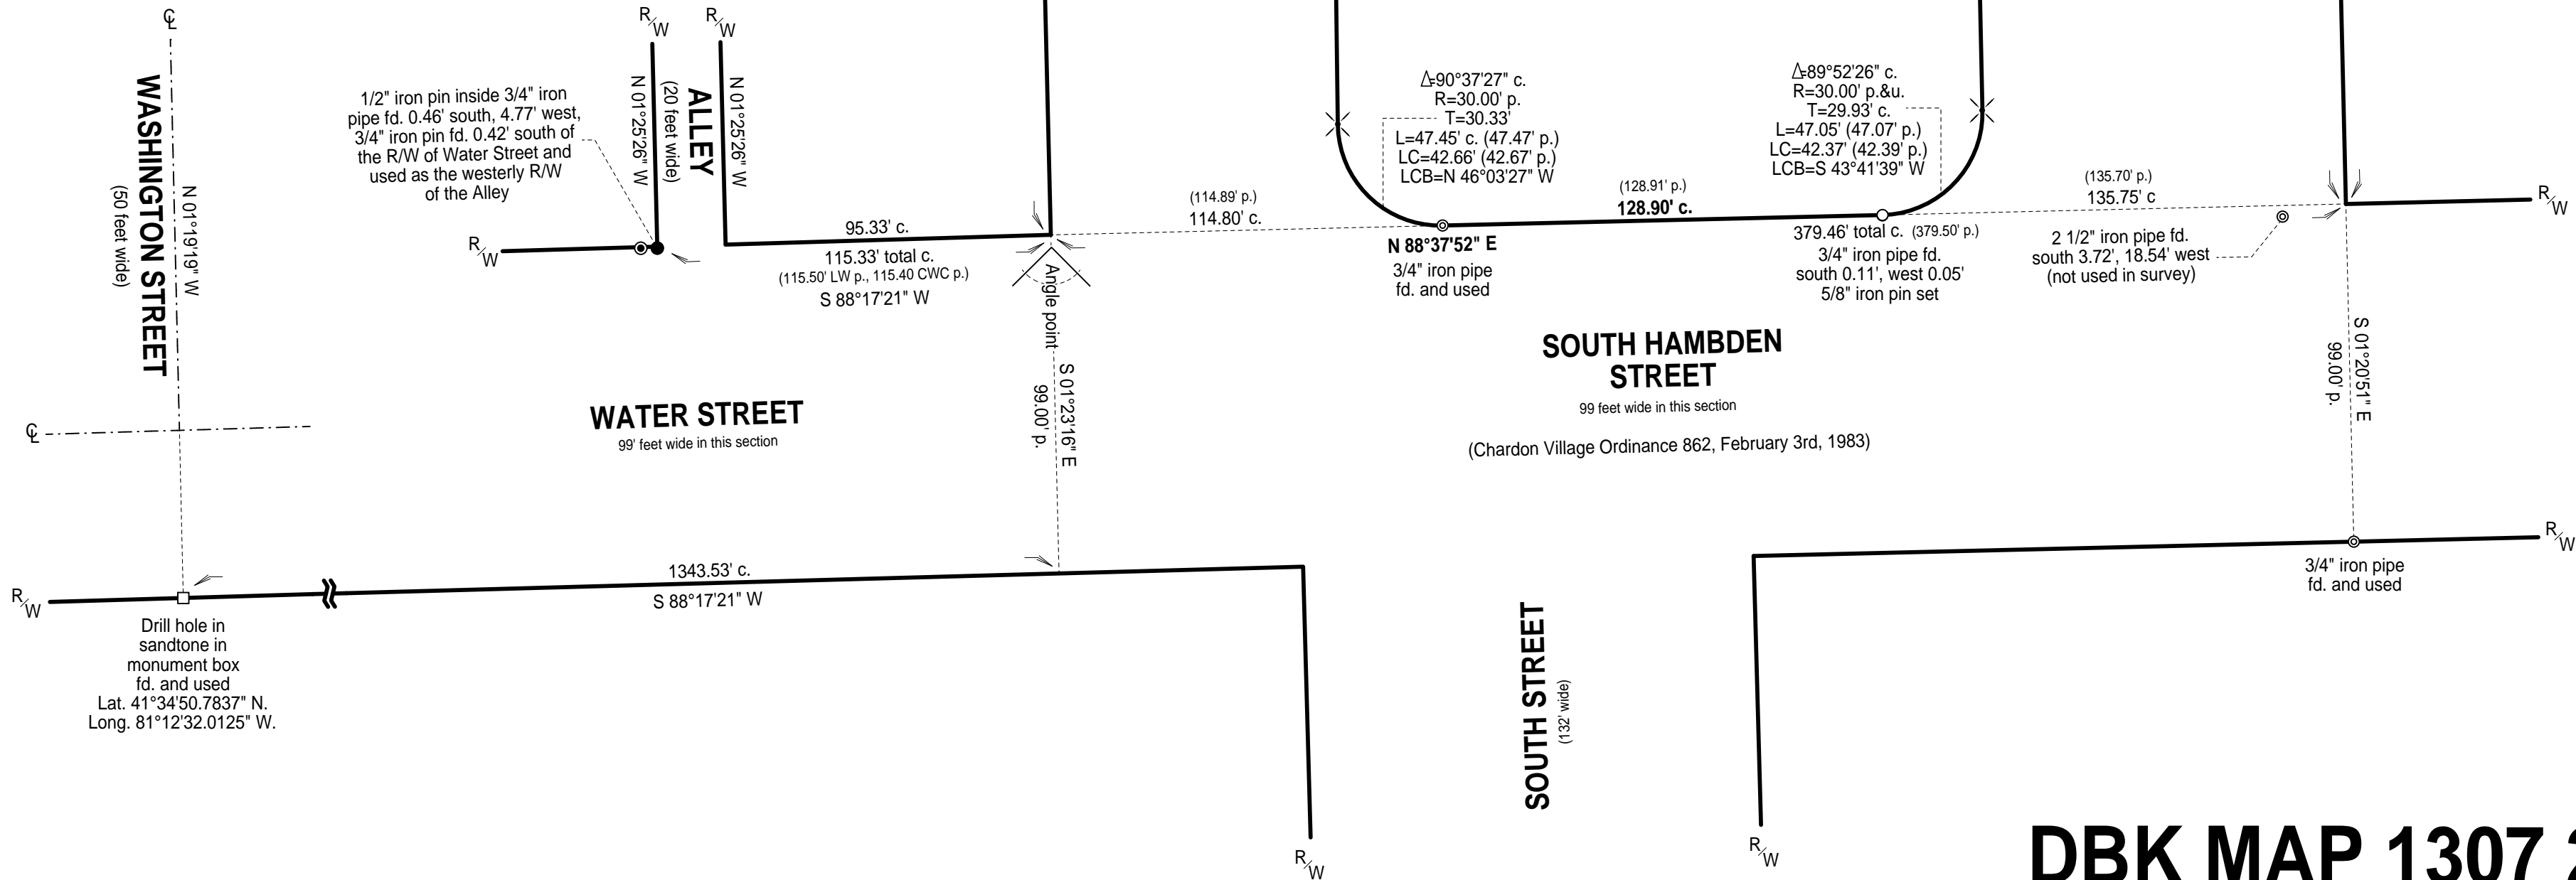 ℄
WASHINGTON STREET
(50 feet wide)
N 01°19'19" W
℄
1/2" iron pin inside 3/4" iron
pipe fd. 0.46' south, 4.77' west,
3/4" iron pin fd. 0.42' south of
the R/W of Water Street and
used as the westerly R/W
of the Alley
R/W
R/W
N 01°25'26" W
(20 feet wide)
ALLEY
N 01°25'26" W
R/W
95.33' c.
115.33' total c.
(115.50' LW p., 115.40 CWC p.)
S 88°17'21" W
Angle point
S 01°23'16" E
99.00' p.
(114.89' p.)
114.80' c.
Δ=90°37'27" c.
R=30.00' p.
T=30.33'
L=47.45' c. (47.47' p.)
LC=42.66' (42.67' p.)
LCB=N 46°03'27" W
(128.91' p.)
128.90' c.
N 88°37'52" E
3/4" iron pipe
fd. and used
Δ=89°52'26" c.
R=30.00' p.&u.
T=29.93' c.
L=47.05' (47.07' p.)
LC=42.37' (42.39' p.)
LCB=S 43°41'39" W
379.46' total c. (379.50' p.)
3/4" iron pipe fd.
south 0.11', west 0.05'
5/8" iron pin set
(135.70' p.)
135.75' c
2 1/2" iron pipe fd.
south 3.72', 18.54' west
(not used in survey)
R/W
S 01°20'51" E
99.00' p.
WATER STREET
99' feet wide in this section
SOUTH HAMBDEN
STREET
99 feet wide in this section
(Chardon Village Ordinance 862, February 3rd, 1983)
R/W
1343.53' c.
S 88°17'21" W
R/W
3/4" iron pipe
fd. and used
Drill hole in
sandtone in
monument box
fd. and used
Lat. 41°34'50.7837" N.
Long. 81°12'32.0125" W.
SOUTH STREET
(132' wide)
R/W
R/W
DBK MAP 1307